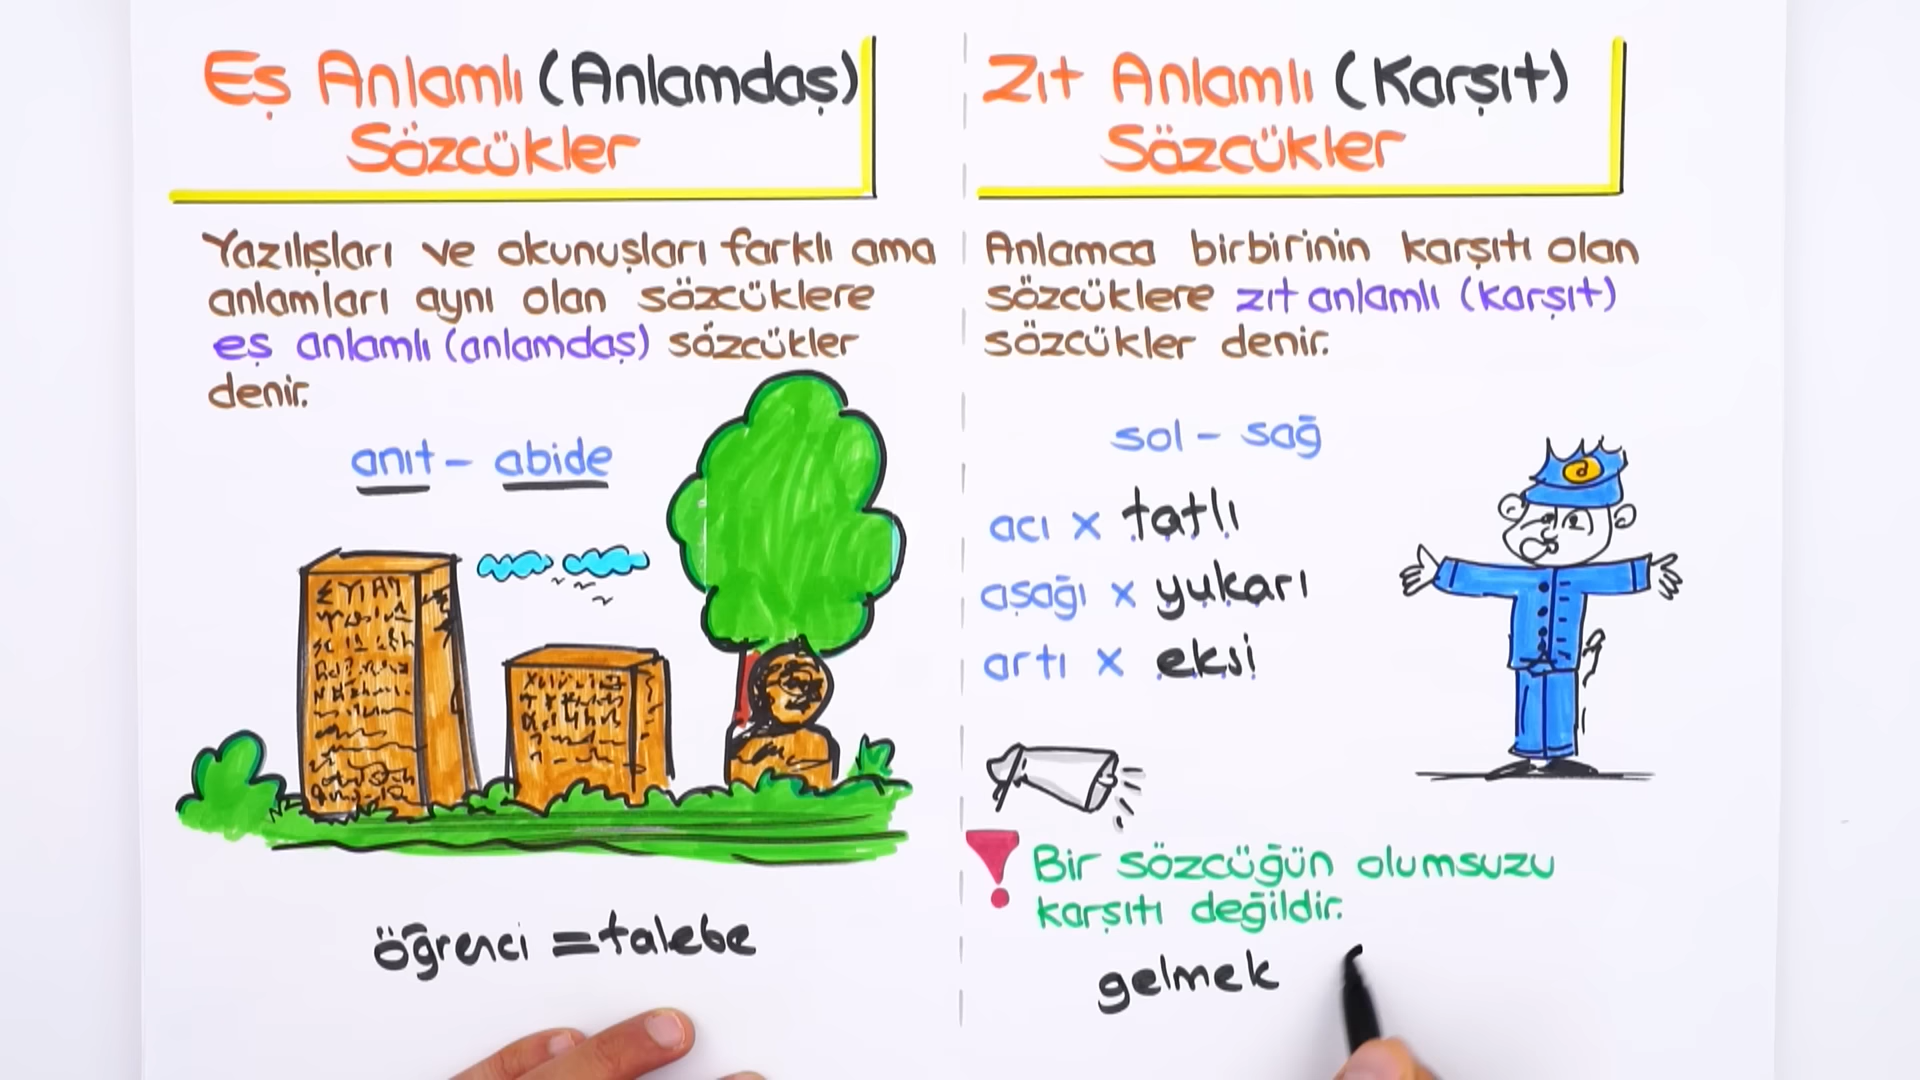 Eş Anlamlı (Anlamdaş)
Sözcükler
Yazılışları ve okunuşları farklı ama
anlamları aynı olan sözcüklere
eş anlamlı (anlamdaş) sözcükler
denir.
anıt - abide
öğrenci = talebe
Zıt Anlamlı (Karşıt)
Sözcükler
Anlamca birbirinin karşıtı olan
sözcüklere zıt anlamlı (karşıt)
sözcükler denir.
sol - sağ
acı x tatlı
aşağı x yukarı
artı x eksi
! Bir sözcüğün olumsuzu
karşıtı değildir.
gelmek